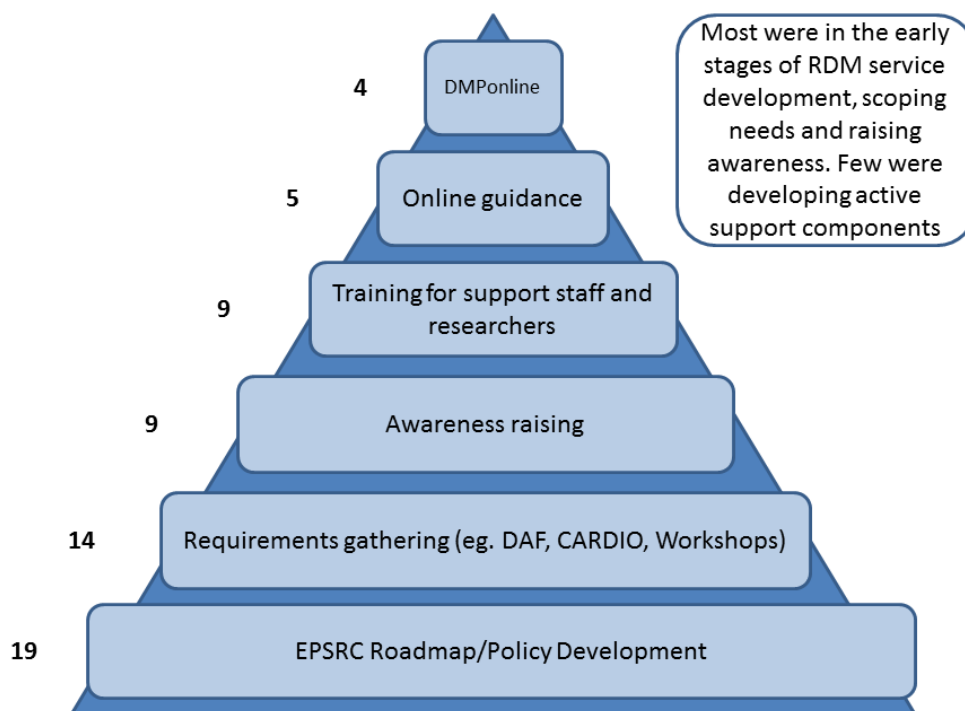 Most were in the early
stages of RDM service
development, scoping
needs and raising
awareness. Few were
developing active
support components
4
DMPonline
5
Online guidance
9
Training for support staff and
researchers
9
Awareness raising
14
Requirements gathering (eg. DAF, CARDIO, Workshops)
19
EPSRC Roadmap/Policy Development